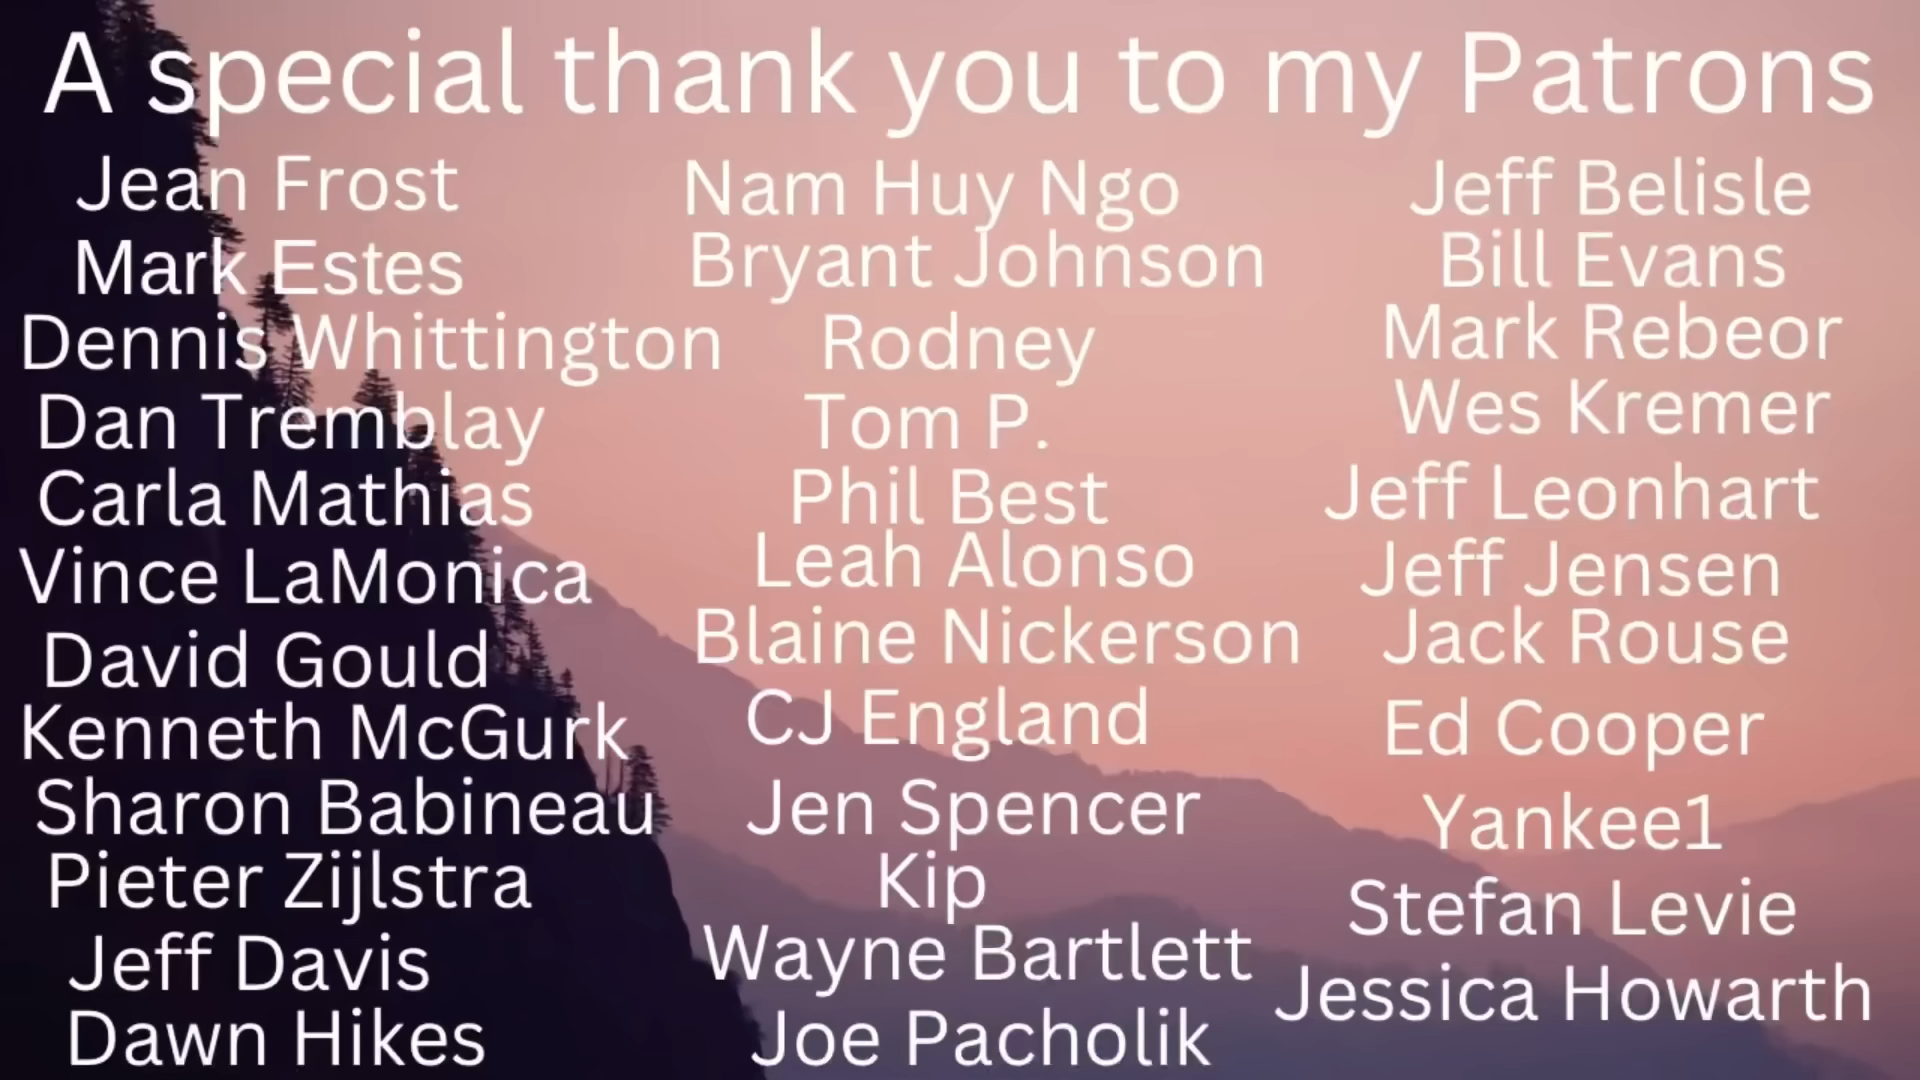 A special thank you to my Patrons
Jean Frost
Mark Estes
Dennis Whittington
Dan Tremblay
Carla Mathias
Vince LaMonica
David Gould
Kenneth McGurk
Sharon Babineau
Pieter Zijlstra
Jeff Davis
Dawn Hikes
Nam Huy Ngo
Bryant Johnson
Rodney
Tom P.
Phil Best
Leah Alonso
Blaine Nickerson
CJ England
Jen Spencer
Kip
Wayne Bartlett
Joe Pacholik
Jeff Belisle
Bill Evans
Mark Rebeor
Wes Kremer
Jeff Leonhart
Jeff Jensen
Jack Rouse
Ed Cooper
Yankee1
Stefan Levie
Jessica Howarth